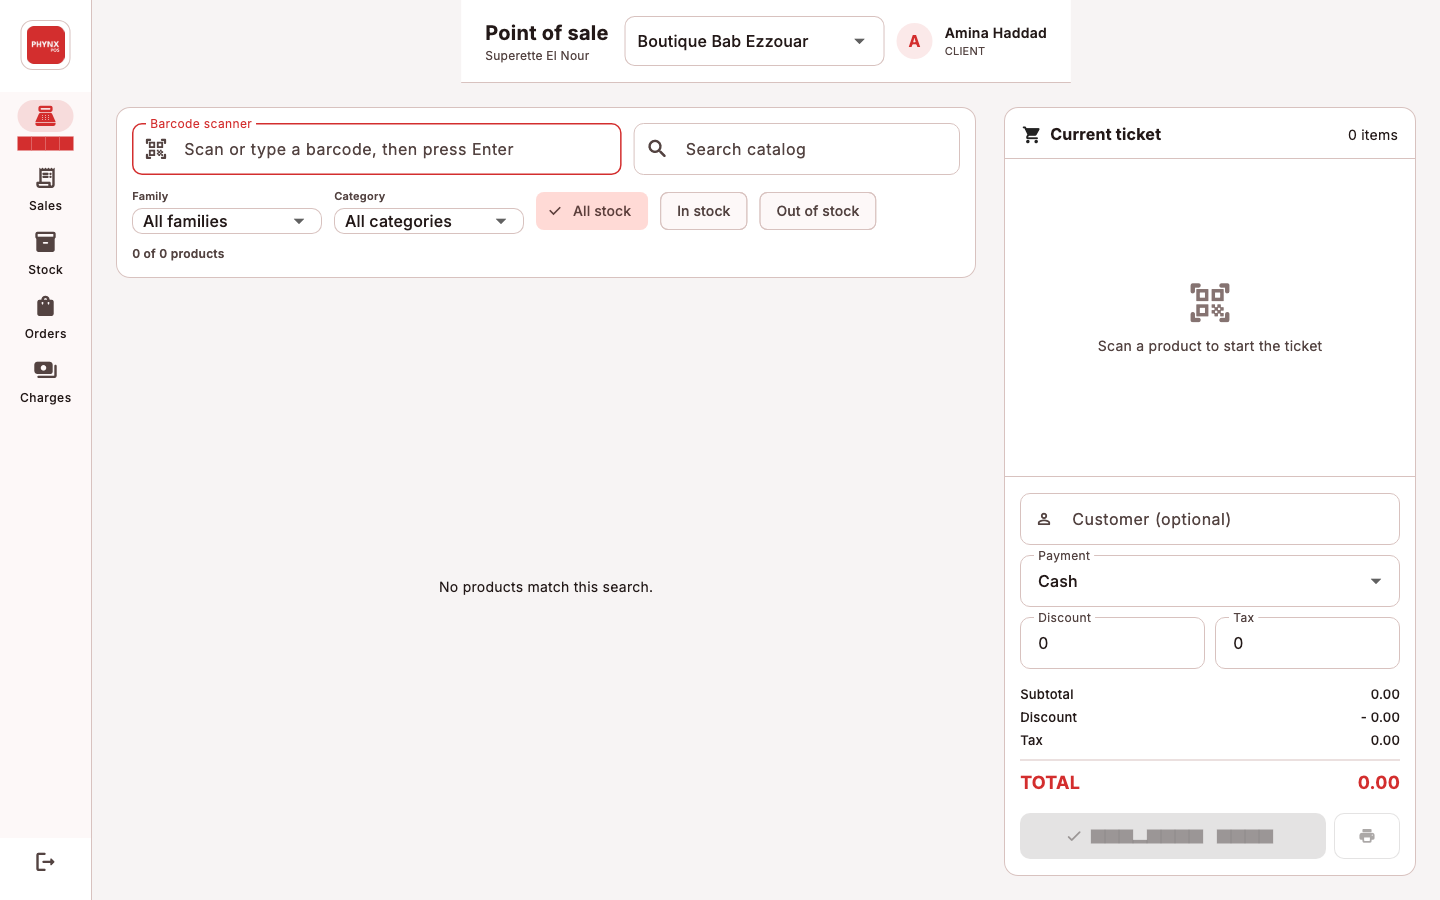 PHYNX
POS
Point of sale
Superette El Nour
Boutique Bab Ezzouar
A
Amina Haddad
CLIENT
Sales
Stock
Orders
Charges
Barcode scanner
Scan or type a barcode, then press Enter
Search catalog
Family
All families
Category
All categories
All stock
In stock
Out of stock
0 of 0 products
No products match this search.
Current ticket
0 items
Scan a product to start the ticket
Customer (optional)
Payment
Cash
Discount
0
Tax
0
Subtotal
0.00
Discount
- 0.00
Tax
0.00
TOTAL
0.00